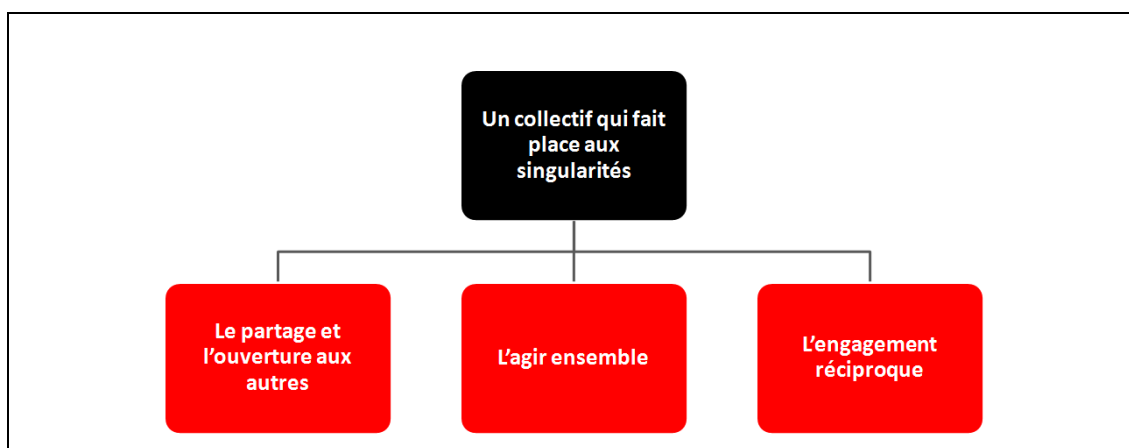 Un collectif qui fait
place aux
singularités
Le partage et
l’ouverture aux
autres
L’agir ensemble
L’engagement
réciproque